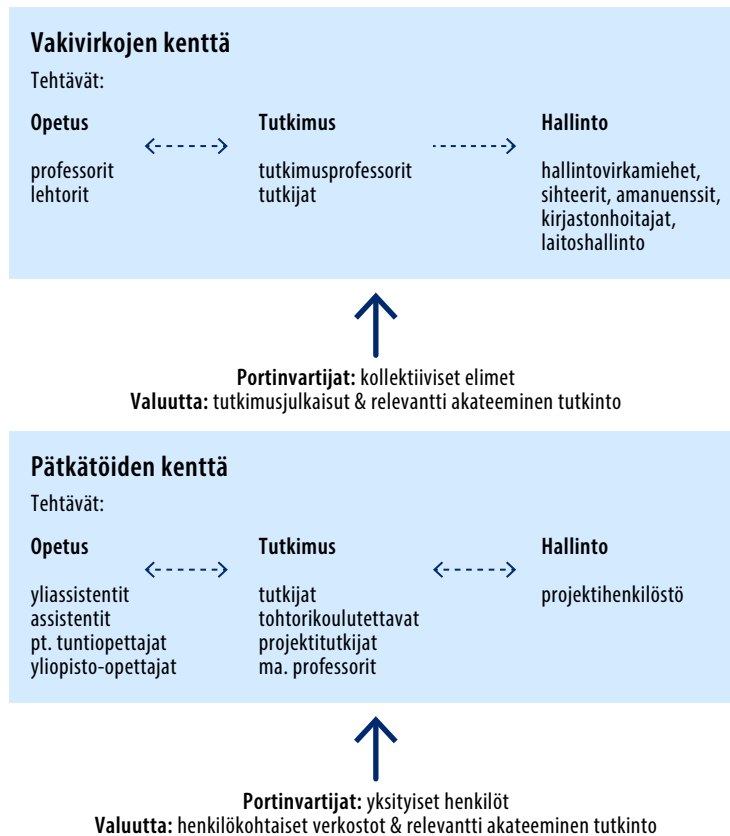 Vakivirkojen kenttä
Tehtävät:
Opetus
professorit
lehtorit
Tutkimus
tutkimusprofessorit
tutkijat
Hallinto
hallintovirkamiehet,
sihteerit, amanuenssit,
kirjastonhoitajat,
laitoshallinto
Portinvartijat: kollektiiviset elimet
Valuutta: tutkimusjulkaisut & relevantti akateeminen tutkinto
Pätkätöiden kenttä
Tehtävät:
Opetus
yliassistentit
assistentit
pt. tuntiopettajat
yliopisto-opettajat
Tutkimus
tutkijat
tohtorikoulutettavat
projektitutkijat
ma. professorit
Hallinto
projektihenkilöstö
Portinvartijat: yksityiset henkilöt
Valuutta: henkilökohtaiset verkostot & relevantti akateeminen tutkinto